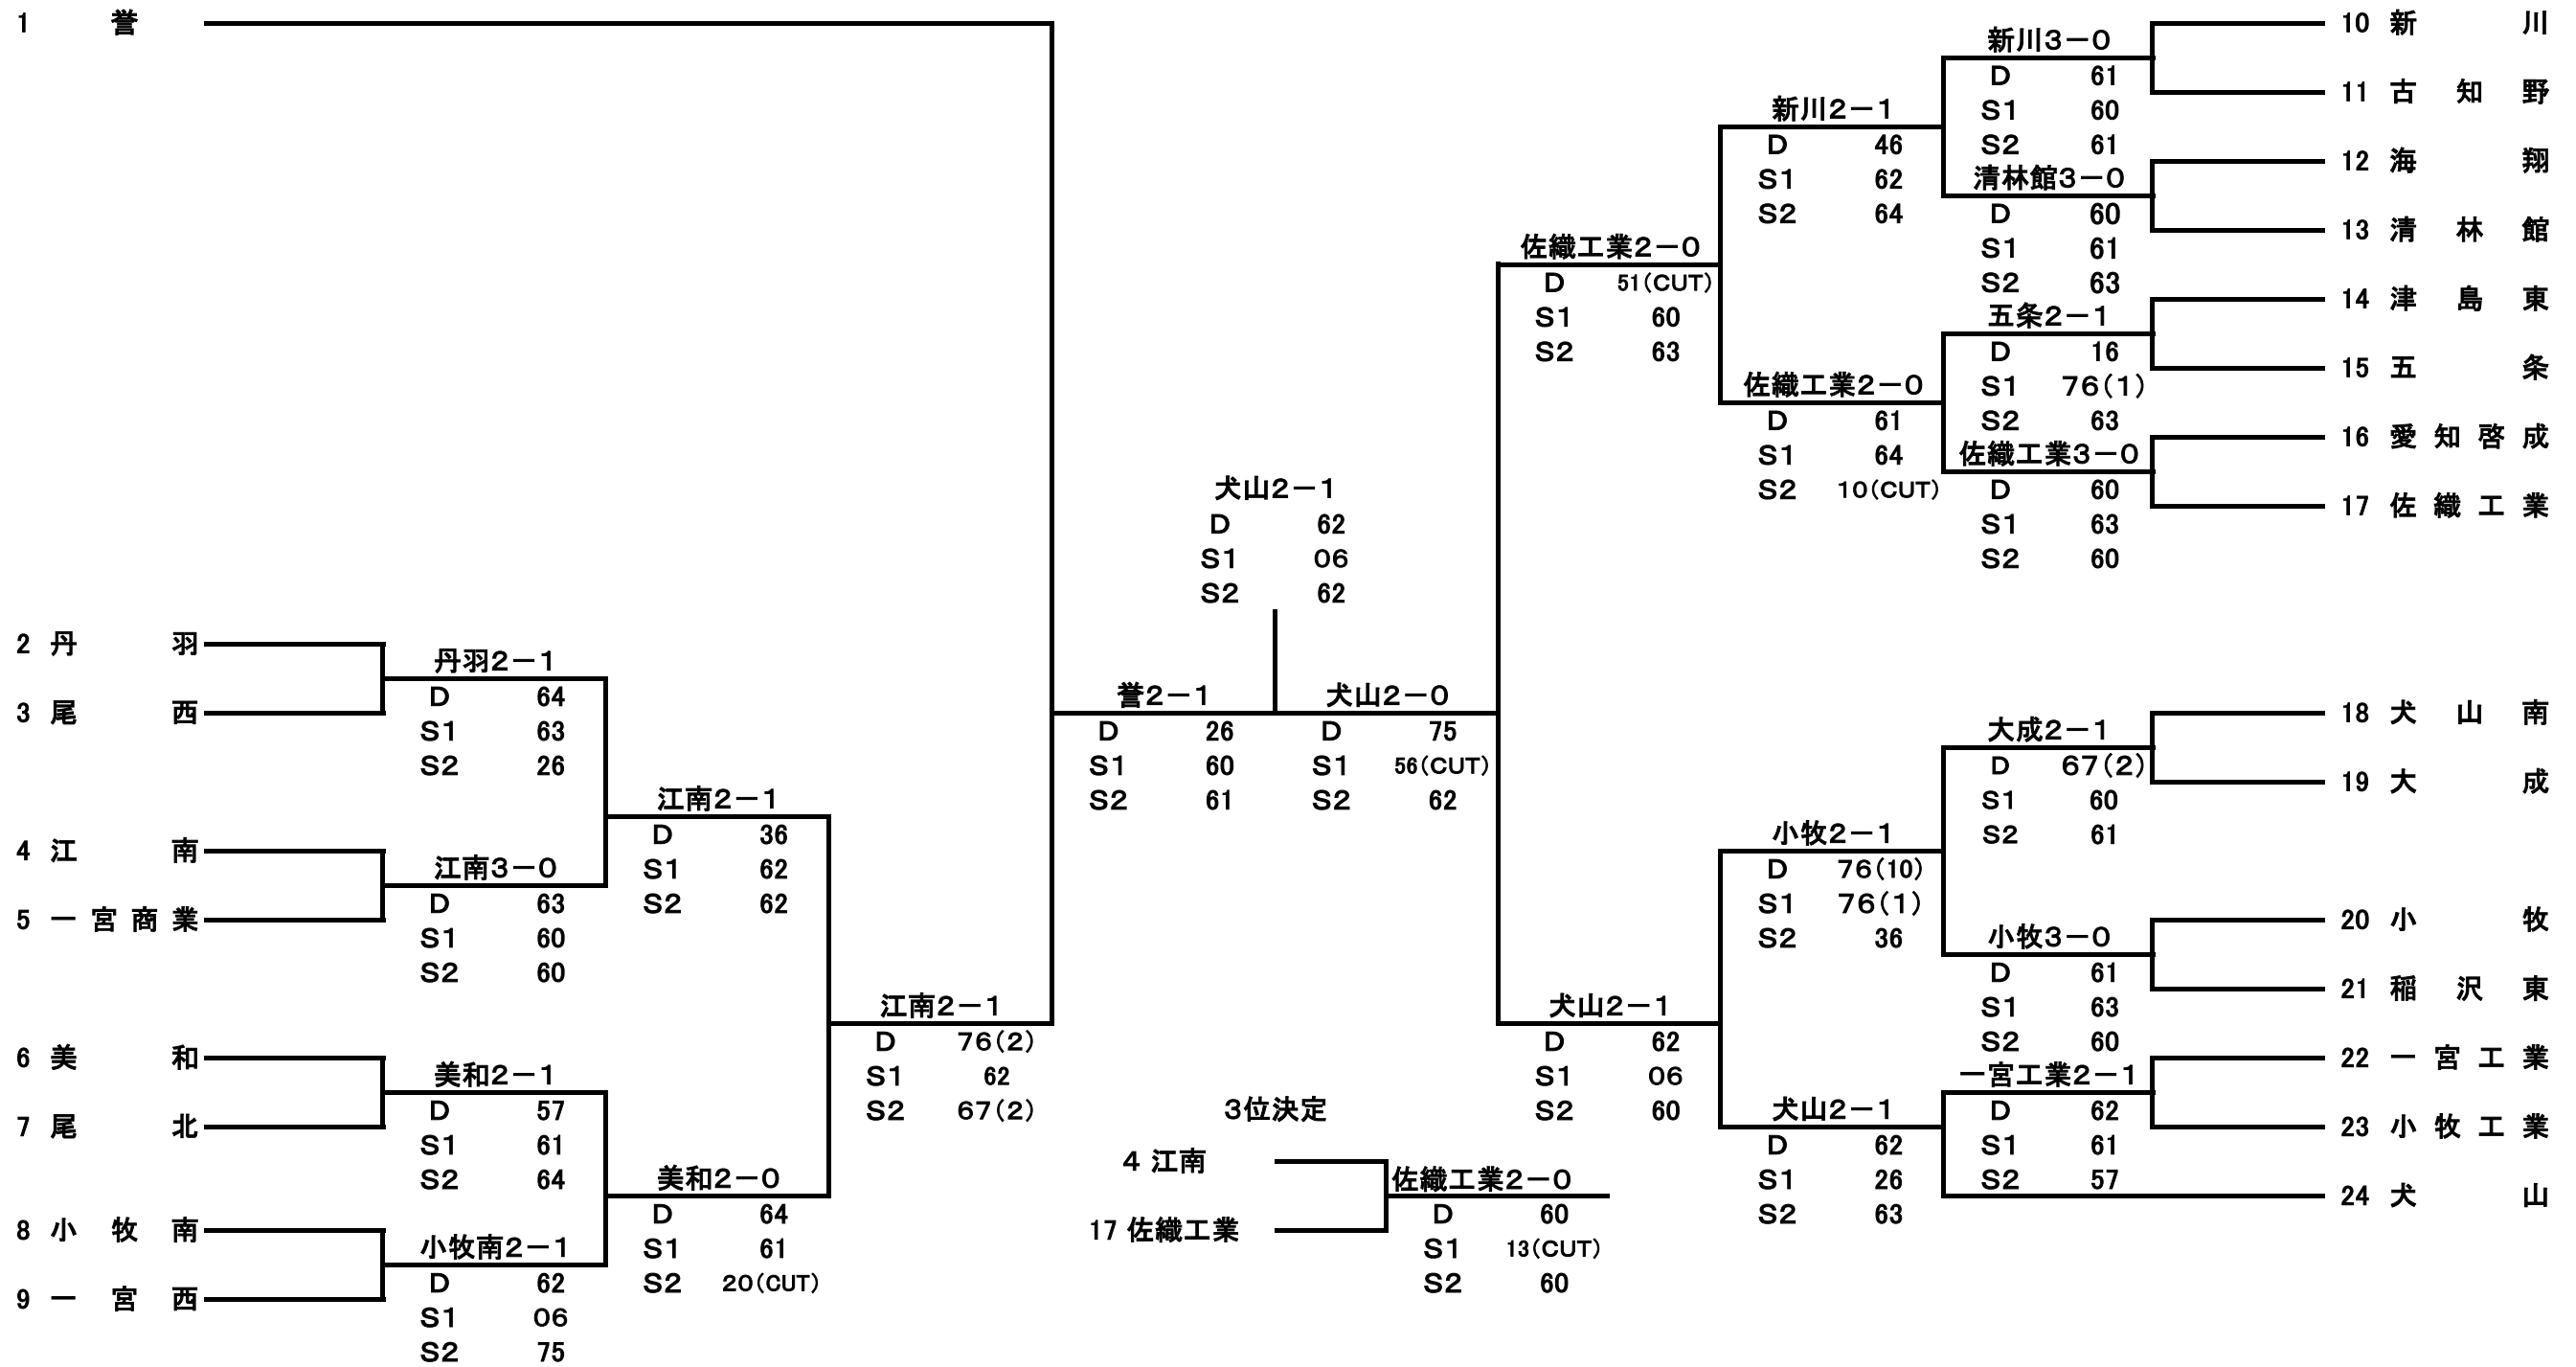 1 誉
2 丹羽
3 尾西
4 江南
5 一宮商業
6 美和
7 尾北
8 小牧南
9 一宮西
丹羽2－1
D 64
S1 63
S2 26
江南3－0
D 63
S1 60
S2 60
美和2－1
D 57
S1 61
S2 64
小牧南2－1
D 62
S1 06
S2 75
江南2－1
D 36
S1 62
S2 62
美和2－0
D 64
S1 61
S2 20(CUT)
江南2－1
D 76(2)
S1 62
S2 67(2)
誉2－1
D 26
S1 60
S2 61
犬山2－1
D 62
S1 06
S2 62
犬山2－0
D 75
S1 56(CUT)
S2 62
3位決定
4 江南
17 佐織工業
佐織工業2－0
D 60
S1 13(CUT)
S2 60
佐織工業2－0
D 51(CUT)
S1 60
S2 63
犬山2－1
D 62
S1 06
S2 60
新川2－1
D 46
S1 62
S2 64
佐織工業2－0
D 61
S1 64
S2 10(CUT)
小牧2－1
D 76(10)
S1 76(1)
S2 36
犬山2－1
D 62
S1 26
S2 63
新川3－0
D 61
S1 60
S2 61
清林館3－0
D 60
S1 61
S2 63
五条2－1
D 16
S1 76(1)
S2 63
佐織工業3－0
D 60
S1 63
S2 60
大成2－1
D 67(2)
S1 60
S2 61
小牧3－0
D 61
S1 63
S2 60
一宮工業2－1
D 62
S1 61
S2 57
10 新川
11 古知野
12 海翔
13 清林館
14 津島東
15 五条
16 愛知啓成
17 佐織工業
18 犬山南
19 大成
20 小牧
21 稲沢東
22 一宮工業
23 小牧工業
24 犬山